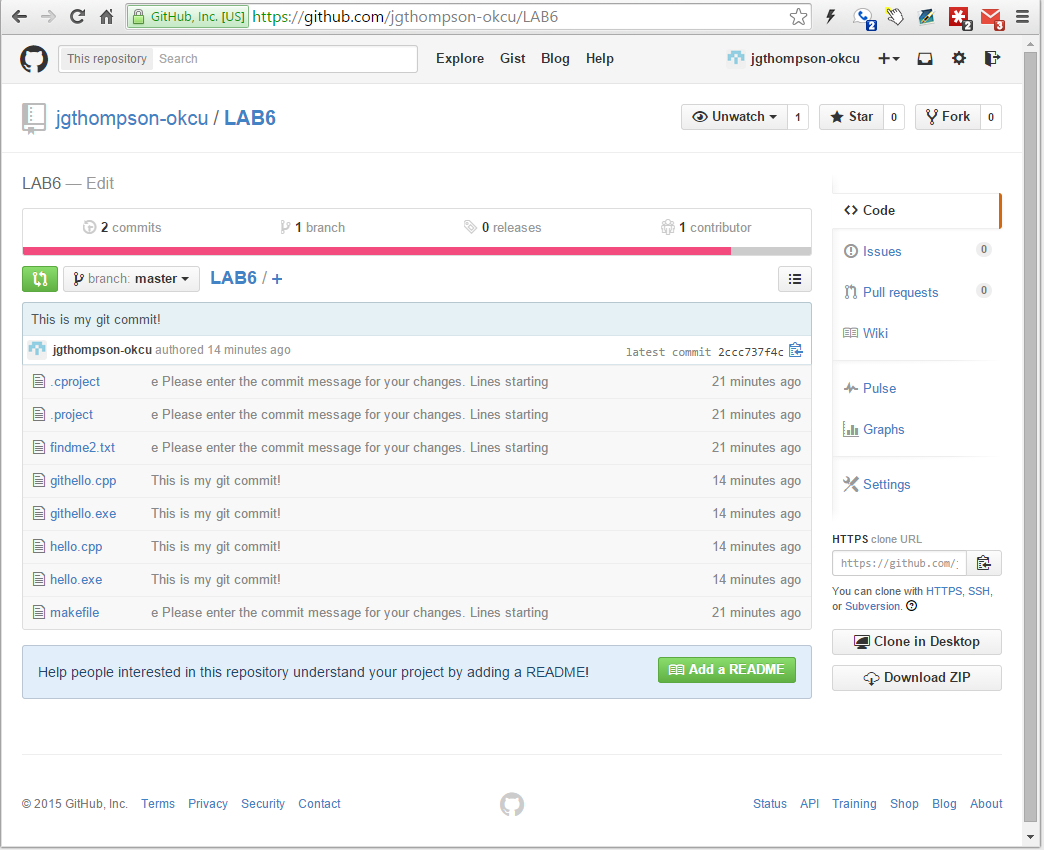 GitHub, Inc. [US] https://github.com/jgthompson-okcu/LAB6
2 2 3
This repository Search Explore Gist Blog Help jgthompson-okcu
jgthompson-okcu / LAB6 Unwatch 1 Star 0 Fork 0
LAB6 — Edit
2 commits 1 branch 0 releases 1 contributor
branch: master LAB6 / +
This is my git commit!
jgthompson-okcu authored 14 minutes ago latest commit 2ccc737f4c
.cproject e Please enter the commit message for your changes. Lines starting 21 minutes ago
.project e Please enter the commit message for your changes. Lines starting 21 minutes ago
findme2.txt e Please enter the commit message for your changes. Lines starting 21 minutes ago
githello.cpp This is my git commit! 14 minutes ago
githello.exe This is my git commit! 14 minutes ago
hello.cpp This is my git commit! 14 minutes ago
hello.exe This is my git commit! 14 minutes ago
makefile e Please enter the commit message for your changes. Lines starting 21 minutes ago
Help people interested in this repository understand your project by adding a README! Add a README
Code
Issues 0
Pull requests 0
Wiki
Pulse
Graphs
Settings
HTTPS clone URL
https://github.com/
You can clone with HTTPS, SSH,
or Subversion.
Clone in Desktop
Download ZIP
© 2015 GitHub, Inc. Terms Privacy Security Contact Status API Training Shop Blog About